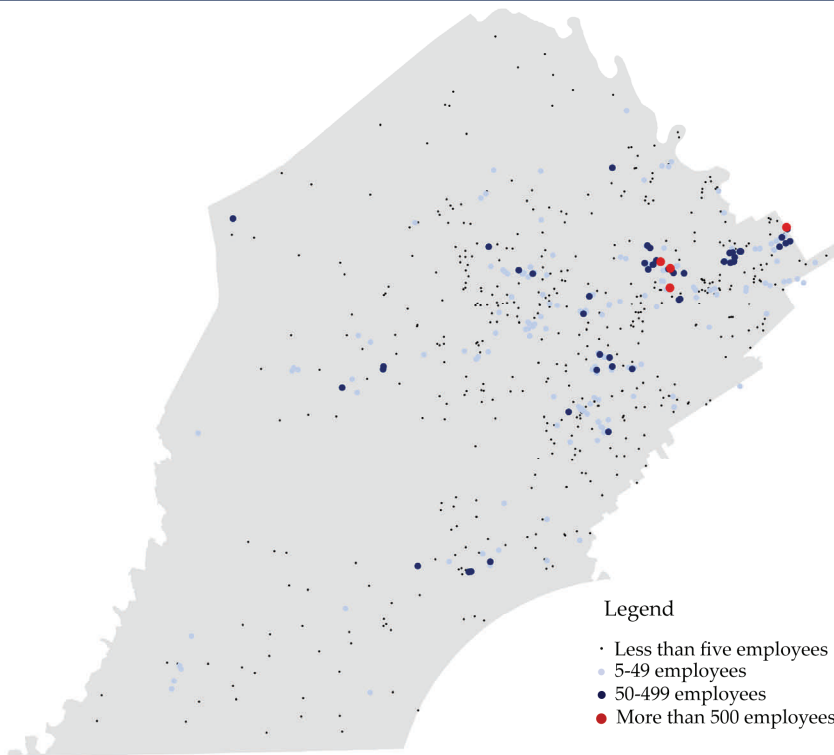 Legend
Less than five employees
5-49 employees
50-499 employees
More than 500 employees